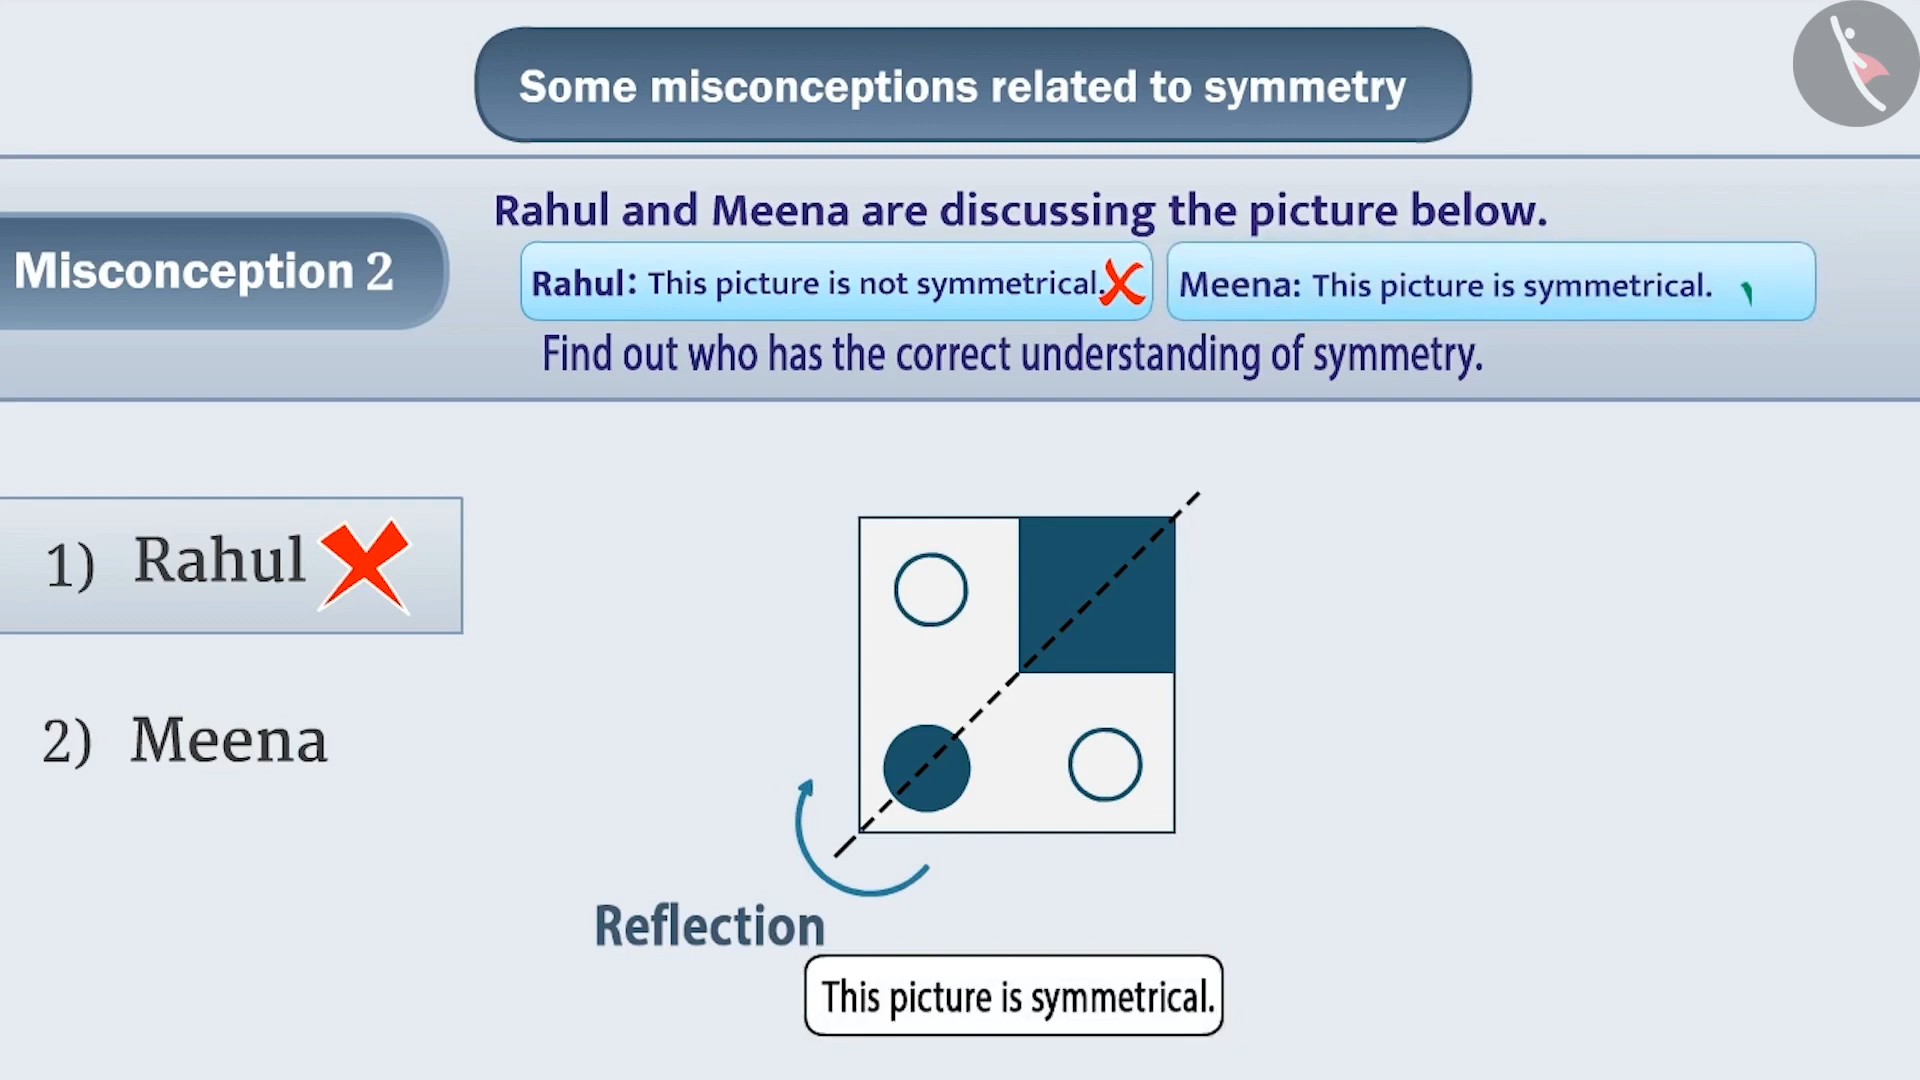 Some misconceptions related to symmetry
Misconception 2
Rahul and Meena are discussing the picture below.
Rahul: This picture is not symmetrical.
Meena: This picture is symmetrical.
Find out who has the correct understanding of symmetry.
1) Rahul
2) Meena
Reflection
This picture is symmetrical.